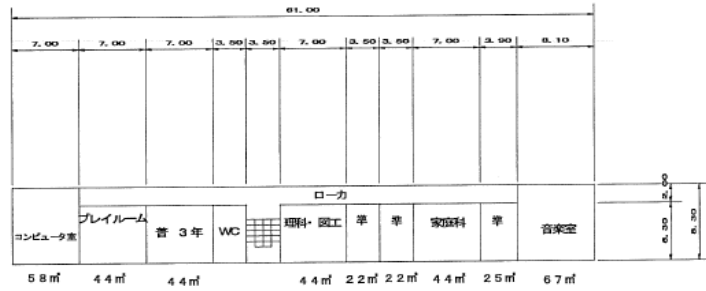 61.00
7.00 7.00 7.00 3.50 3.50 7.00 3.50 3.50 7.00 3.90 8.10
ローカ
2.00
6.30
8.30
コンピュータ室 プレイルーム 普 3年 WC 理科・図工 準 準 家庭科 準 音楽室
58㎡ 44㎡ 44㎡ 44㎡ 22㎡ 22㎡ 44㎡ 25㎡ 67㎡